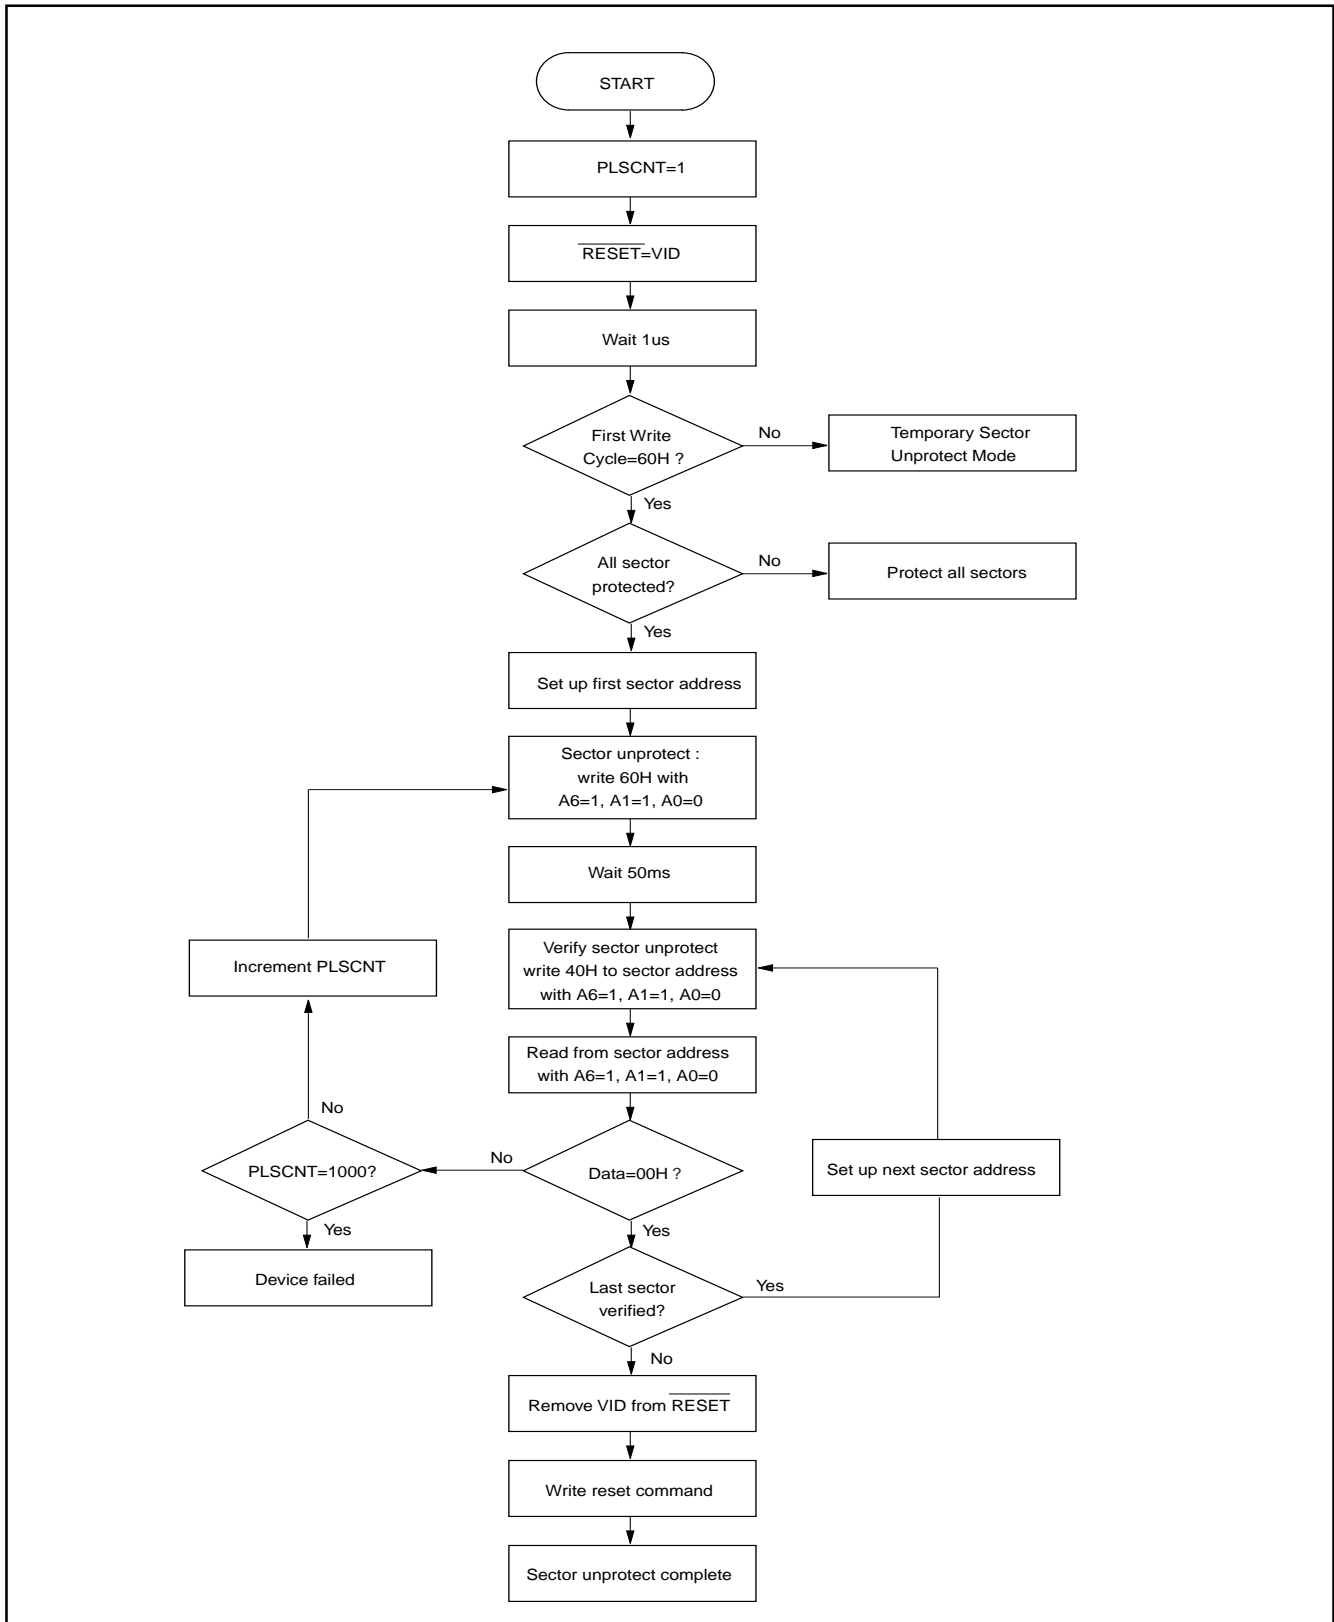 START
PLSCNT=1
RESET=VID
Wait 1us
First Write
Cycle=60H ?
No
Temporary Sector
Unprotect Mode
Yes
All sector
protected?
No
Protect all sectors
Yes
Set up first sector address
Sector unprotect :
write 60H with
A6=1, A1=1, A0=0
Wait 50ms
Verify sector unprotect
write 40H to sector address
with A6=1, A1=1, A0=0
Increment PLSCNT
Read from sector address
with A6=1, A1=1, A0=0
No
PLSCNT=1000?
No
Data=00H ?
Set up next sector address
Yes
Yes
Device failed
Last sector
verified?
Yes
No
Remove VID from RESET
Write reset command
Sector unprotect complete